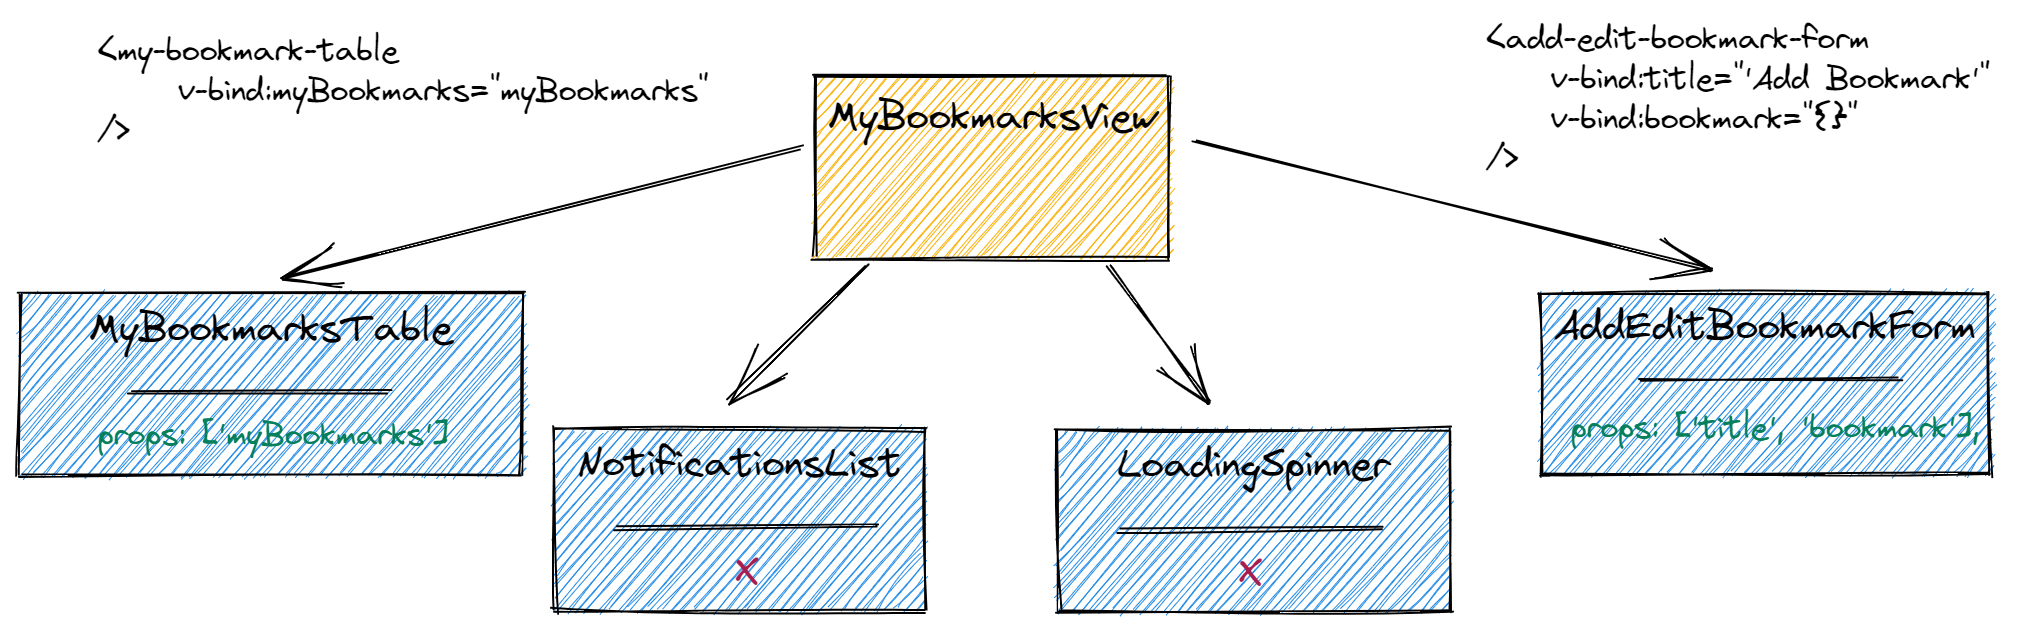 <my-bookmark-table
v-bind:myBookmarks="myBookmarks"
/>
<add-edit-bookmark-form
v-bind:title="'Add Bookmark'"
v-bind:bookmark="{}"
/>
MyBookmarksView
MyBookmarksTable
props: ['myBookmarks']
NotificationsList
X
LoadingSpinner
X
AddEditBookmarkForm
props: ['title', 'bookmark'],